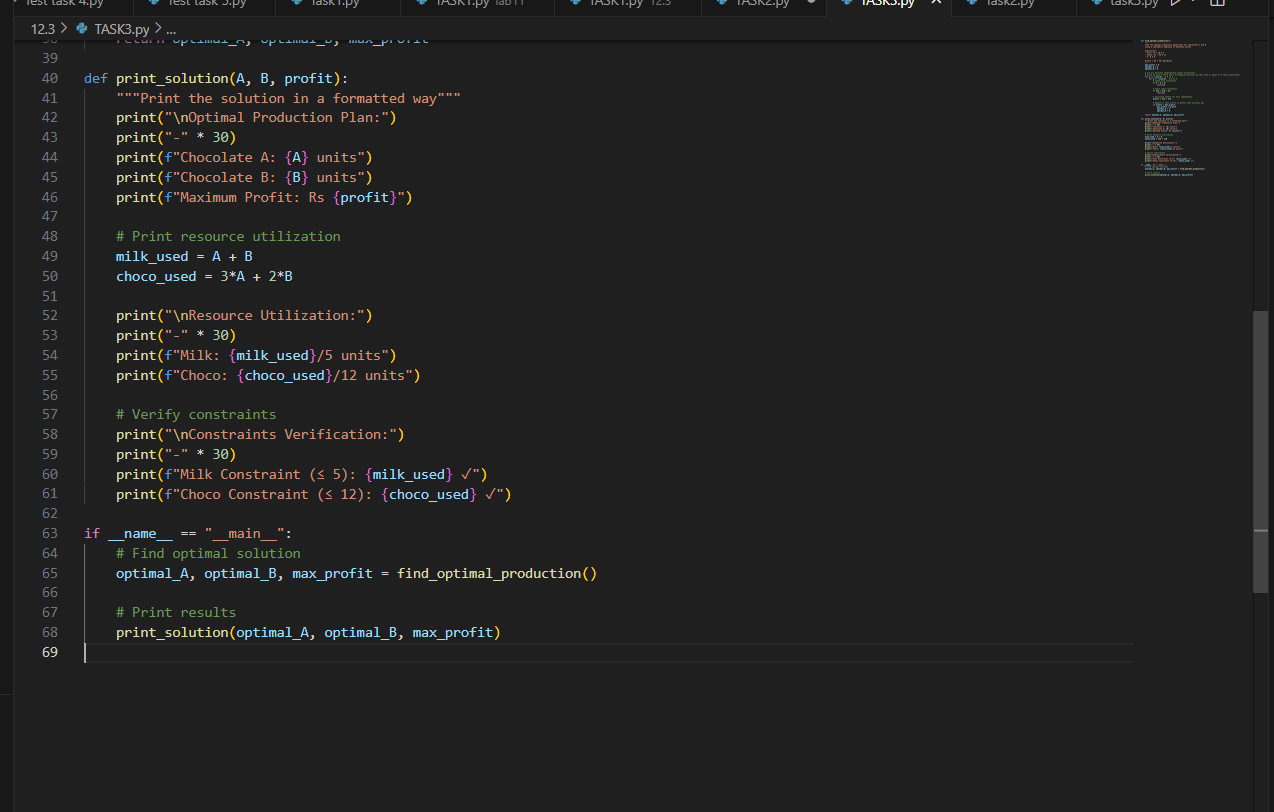 Test task 4.py Test task 5.py Task1.py TASK1.py lab11 TASK1.py 12.3 TASK2.py TASK3.py Task2.py task3.py
12.3 > TASK3.py > ...
38 return optimal_A, optimal_B, max_profit
39
40 def print_solution(A, B, profit):
41 """Print the solution in a formatted way"""
42 print("\nOptimal Production Plan:")
43 print("-" * 30)
44 print(f"Chocolate A: {A} units")
45 print(f"Chocolate B: {B} units")
46 print(f"Maximum Profit: Rs {profit}")
47
48 # Print resource utilization
49 milk_used = A + B
50 choco_used = 3*A + 2*B
51
52 print("\nResource Utilization:")
53 print("-" * 30)
54 print(f"Milk: {milk_used}/5 units")
55 print(f"Choco: {choco_used}/12 units")
56
57 # Verify constraints
58 print("\nConstraints Verification:")
59 print("-" * 30)
60 print(f"Milk Constraint (≤ 5): {milk_used} ✓")
61 print(f"Choco Constraint (≤ 12): {choco_used} ✓")
62
63 if __name__ == "__main__":
64 # Find optimal solution
65 optimal_A, optimal_B, max_profit = find_optimal_production()
66
67 # Print results
68 print_solution(optimal_A, optimal_B, max_profit)
69